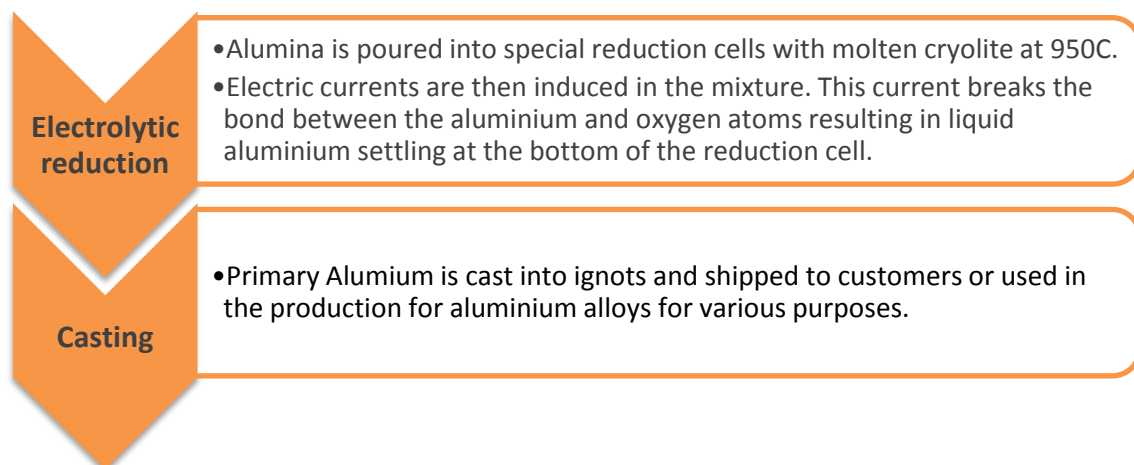 Electrolytic
reduction
•Alumina is poured into special reduction cells with molten cryolite at 950C.
•Electric currents are then induced in the mixture. This current breaks the
bond between the aluminium and oxygen atoms resulting in liquid
aluminium settling at the bottom of the reduction cell.
Casting
•Primary Alumium is cast into ignots and shipped to customers or used in
the production for aluminium alloys for various purposes.